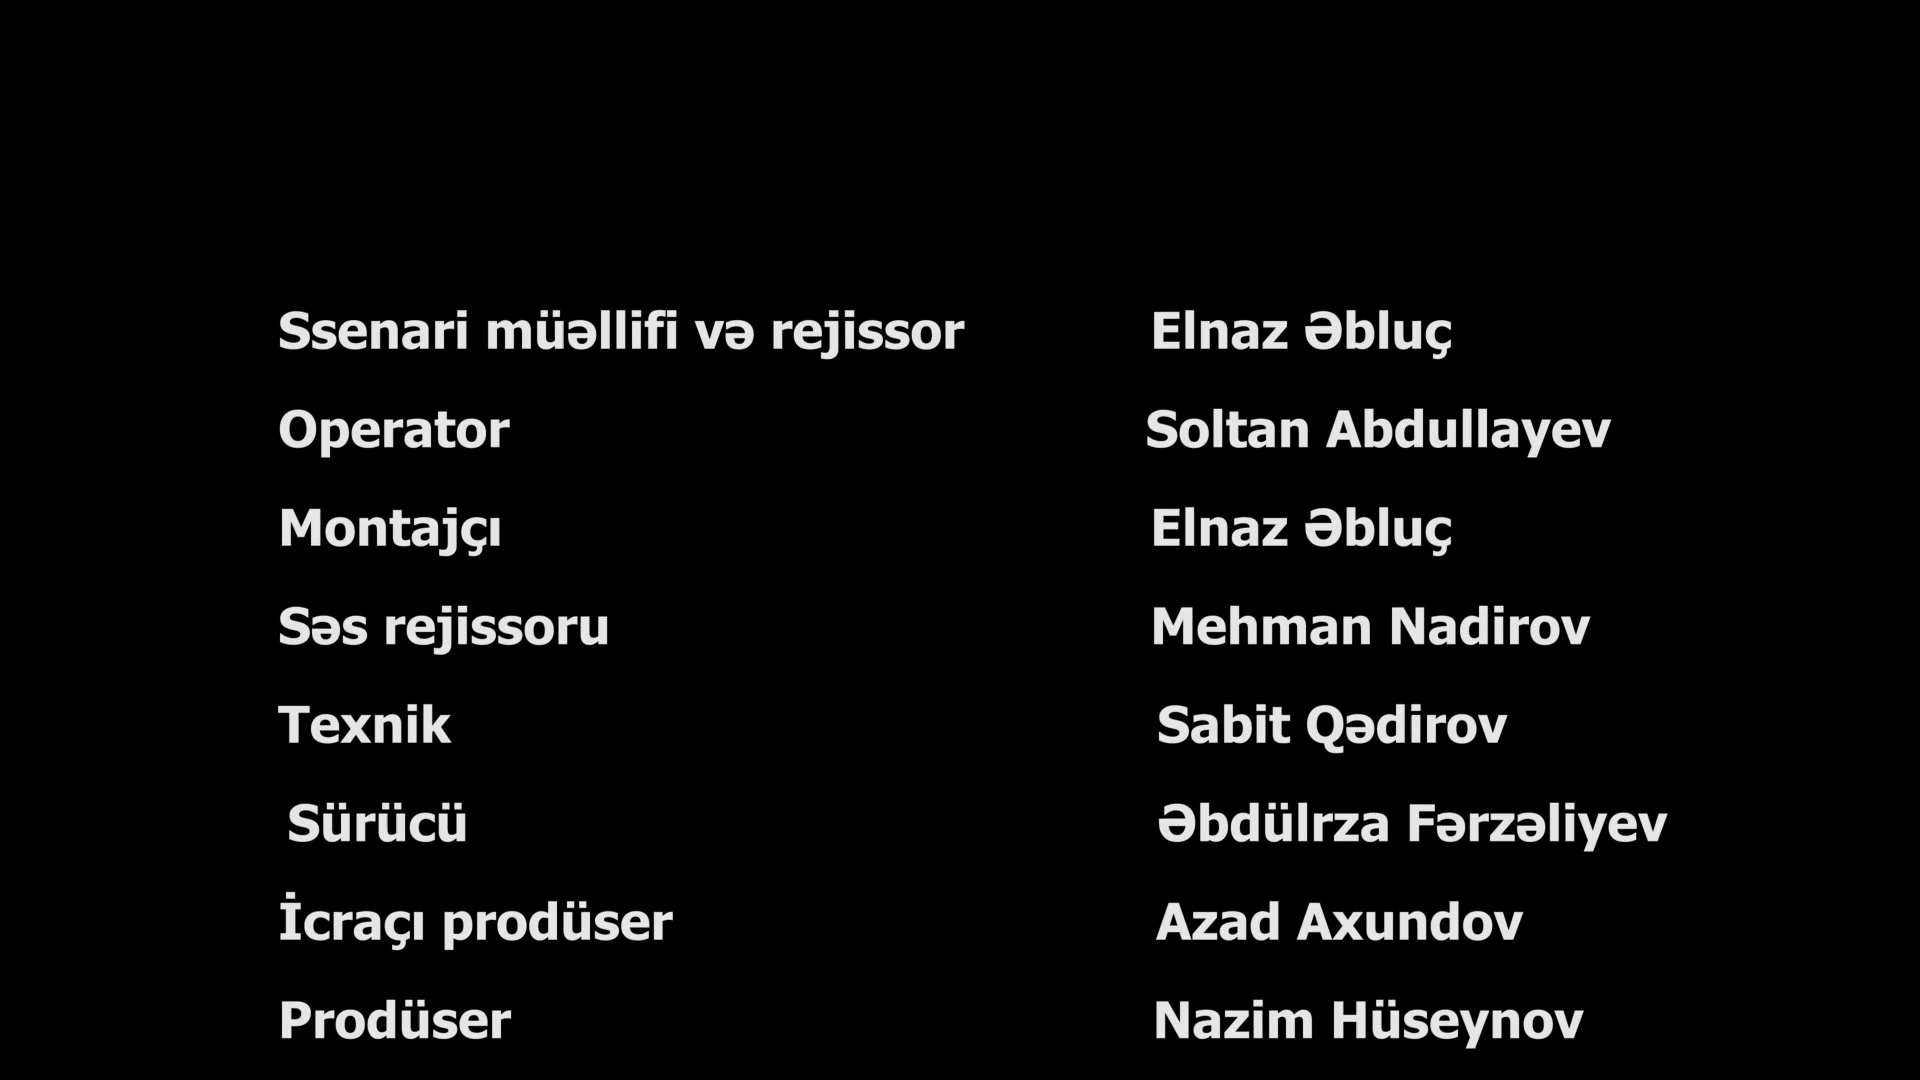 Ssenari müəllifi və rejissor Elnaz Əbluç
Operator Soltan Abdullayev
Montajçı Elnaz Əbluç
Səs rejissoru Mehman Nadirov
Texnik Sabit Qədirov
Sürücü Əbdülrza Fərzəliyev
İcraçı prodüser Azad Axundov
Prodüser Nazim Hüseynov